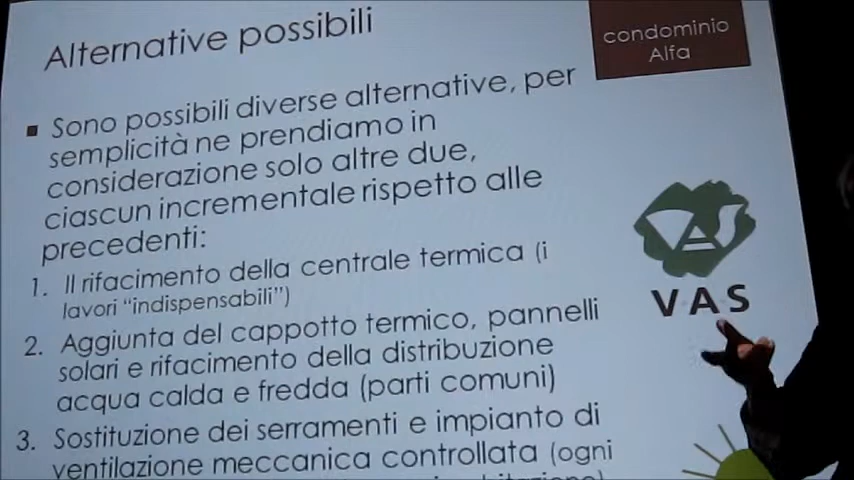 Alternative possibili
condominio
Alfa
Sono possibili diverse alternative, per
semplicità ne prendiamo in
considerazione solo altre due,
ciascun incrementale rispetto alle
precedenti:
1. Il rifacimento della centrale termica (i
lavori "indispensabili")
2. Aggiunta del cappotto termico, pannelli
solari e rifacimento della distribuzione
acqua calda e fredda (parti comuni)
3. Sostituzione dei serramenti e impianto di
ventilazione meccanica controllata (ogni
VAS
V.A.S.